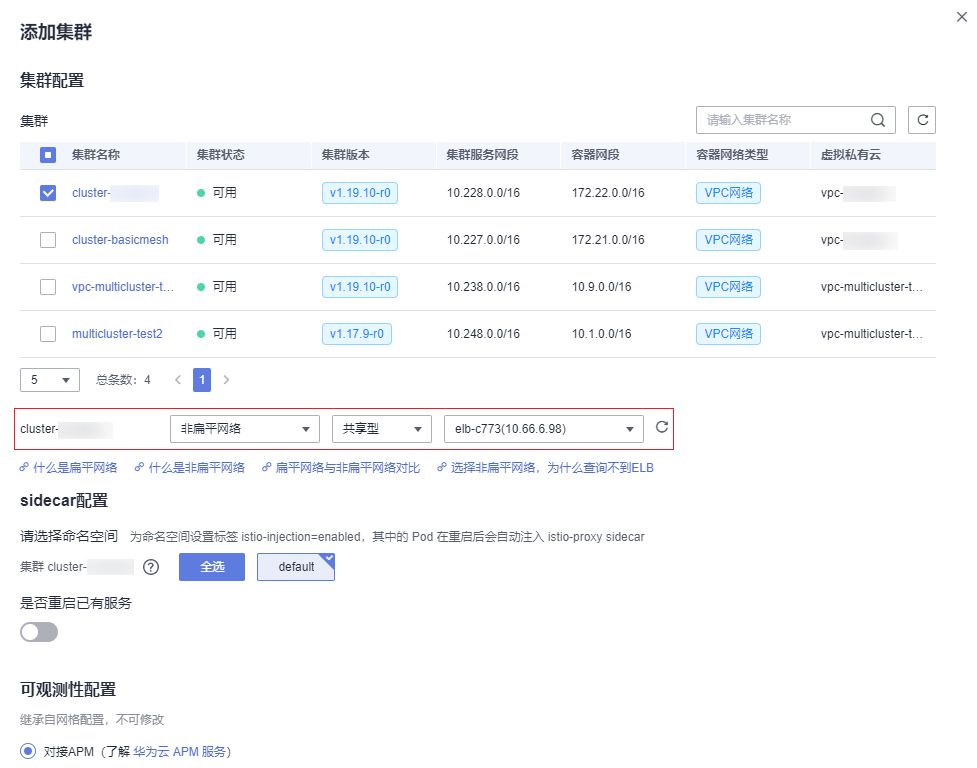 添加集群
集群配置
集群
请输入集群名称
集群名称 集群状态 集群版本 集群服务网段 容器网段 容器网络类型 虚拟私有云
cluster- 可用 v1.19.10-r0 10.228.0.0/16 172.22.0.0/16 VPC网络 vpc-
cluster-basicmesh 可用 v1.19.10-r0 10.227.0.0/16 172.21.0.0/16 VPC网络 vpc-
vpc-multicluster-t... 可用 v1.19.10-r0 10.238.0.0/16 10.9.0.0/16 VPC网络 vpc-multicluster-t...
multicluster-test2 可用 v1.17.9-r0 10.248.0.0/16 10.1.0.0/16 VPC网络 vpc-multicluster-t...
5 总条数：4 < 1 >
cluster- 非扁平网络 共享型 elb-c773(10.66.6.98)
什么是扁平网络 什么是非扁平网络 扁平网络与非扁平网络对比 选择非扁平网络，为什么查询不到ELB
sidecar配置
请选择命名空间 为命名空间设置标签 istio-injection=enabled，其中的 Pod 在重启后会自动注入 istio-proxy sidecar
集群 cluster- ? 全选 default
是否重启已有服务
可观测性配置
继承自网格配置，不可修改
对接APM（了解 华为云 APM 服务）